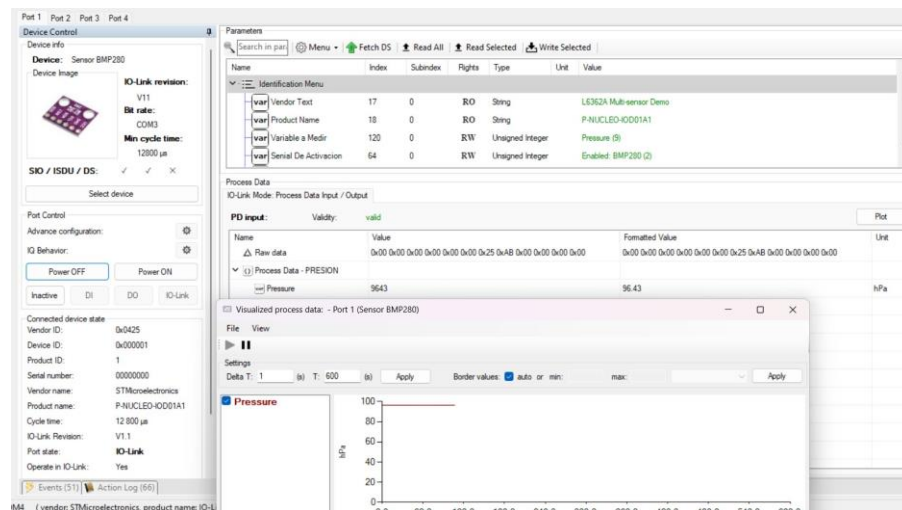 Port 1 Port 2 Port 3 Port 4
Device Control
Device info
Device: Sensor BMP280
Device Image
IO-Link revision:
V11
Bit rate:
COM3
Min cycle time:
12800 µs
SIO / ISDU / DS: ✓ ✓ ×
Select device
Port Control
Advance configuration:
IQ Behavior:
Power OFF Power ON
Inactive DI DO IO-Link
Connected device state
Vendor ID: 0x0425
Device ID: 0x000001
Product ID: 1
Serial number: 00000000
Vendor name: STMicroelectronics
Product name: P-NUCLEO-IOD01A1
Cycle time: 12 800 µs
IO-Link Revision: V1.1
Port state: IO-Link
Operate in IO-Link: Yes
Events (51) Action Log (66)
Parameters
Search in par Menu Fetch DS Read All Read Selected Write Selected
Name Index Subindex Rights Type Unit Value
Identification Menu
var Vendor Text 17 0 RO String L6362A Multi-sensor Demo
var Product Name 18 0 RO String P-NUCLEO-IOD01A1
var Variable a Medir 120 0 RW Unsigned Integer Pressure (9)
var Senial De Activacion 64 0 RW Unsigned Integer Enabled: BMP280 (2)
Process Data
IO-Link Mode: Process Data Input / Output
PD input: Validity: valid Plot
Name Value Formatted Value Unit
Raw data 0x00 0x00 0x00 0x00 0x00 0x00 0x25 0xAB 0x00 0x00 0x00 0x00 0x00 0x00 0x00 0x00 0x00 0x00 0x25 0xAB 0x00 0x00 0x00 0x00
Process Data - PRESION
var Pressure 9643 96.43 hPa
Visualized process data: - Port 1 (Sensor BMP280)
File View
Settings
Delta T: 1 (s) T: 600 (s) Apply Border values: auto or min: max: Apply
Pressure
100
80
60
40
20
0
hPa